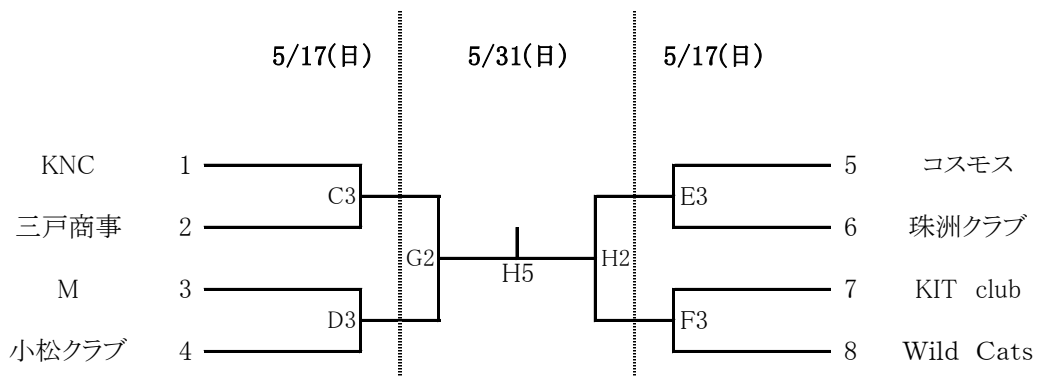 5/17(日) 5/31(日) 5/17(日)
KNC 1 5 コスモス
C3 E3
三戸商事 2 6 珠洲クラブ
G2 H2
H5
M 3 7 KIT club
D3 F3
小松クラブ 4 8 Wild Cats